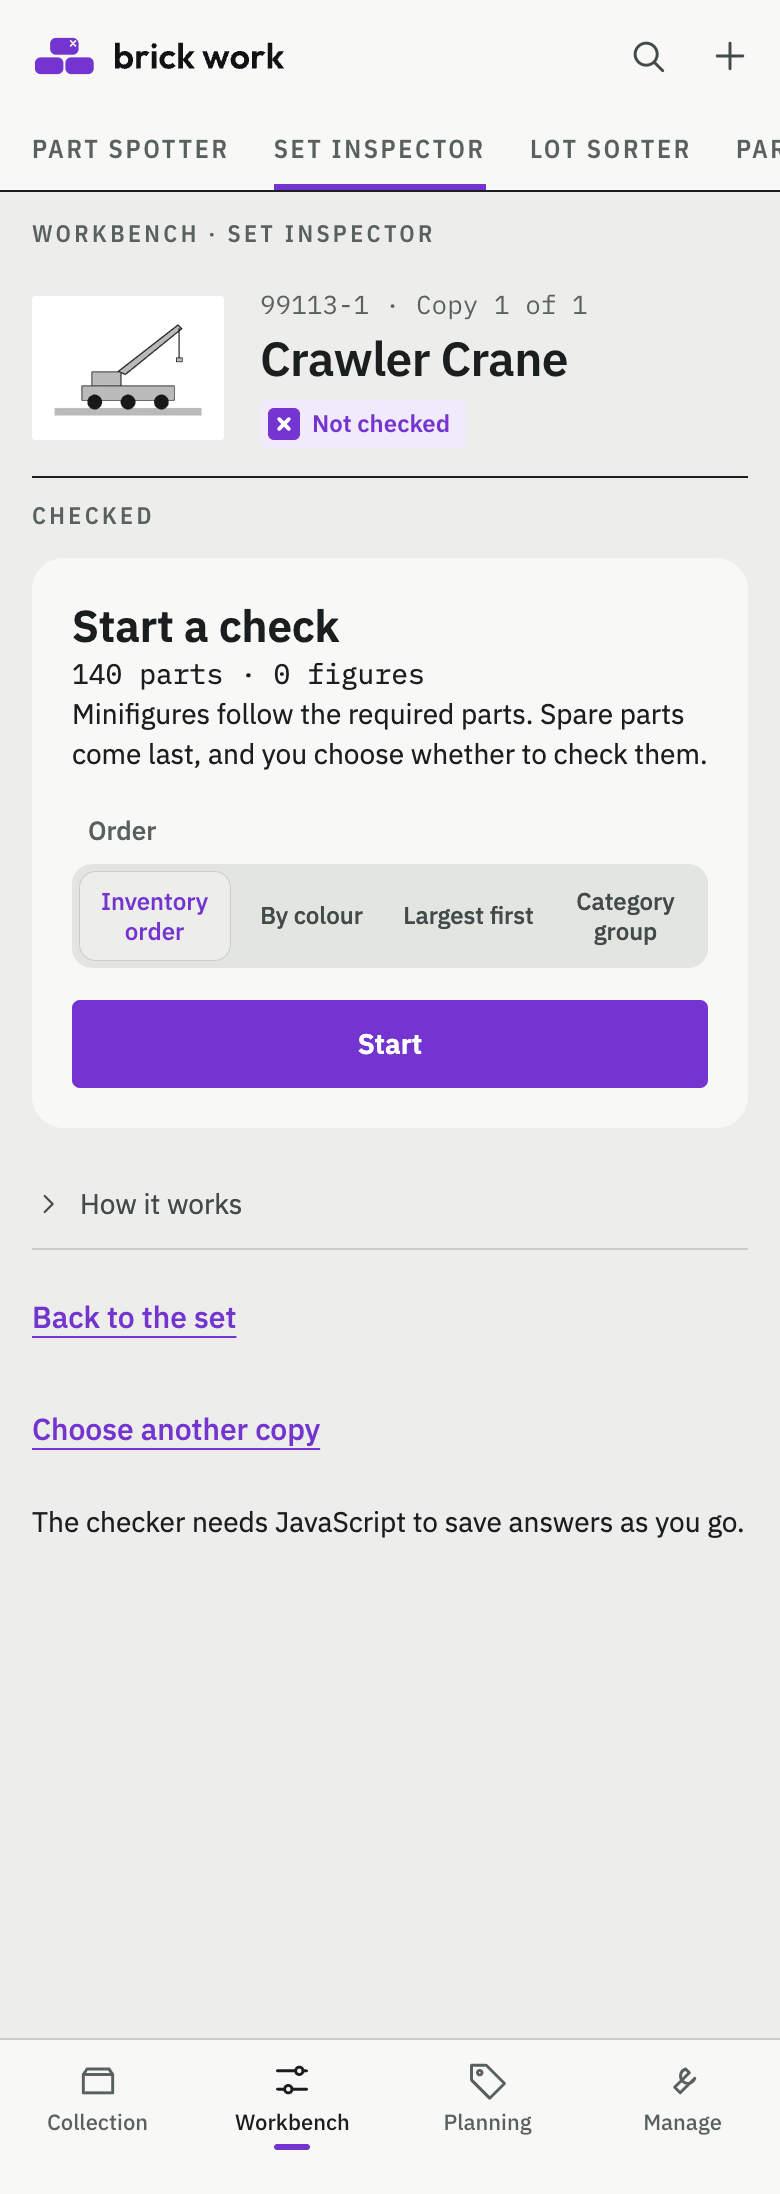 brick work
PART SPOTTER SET INSPECTOR LOT SORTER PAR
WORKBENCH · SET INSPECTOR
99113-1 · Copy 1 of 1
Crawler Crane
Not checked
CHECKED
Start a check
140 parts · 0 figures
Minifigures follow the required parts. Spare parts
come last, and you choose whether to check them.
Order
Inventory
order
By colour
Largest first
Category
group
Start
How it works
Back to the set
Choose another copy
The checker needs JavaScript to save answers as you go.
Collection Workbench Planning Manage